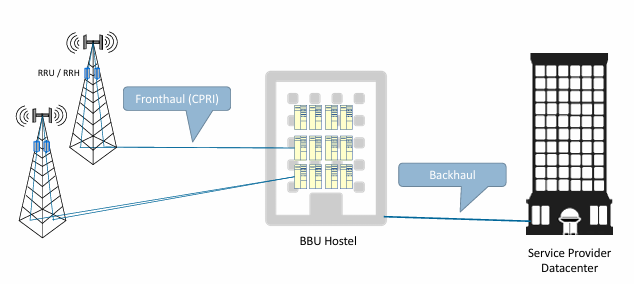 RRU / RRH
Fronthaul (CPRI)
Backhaul
BBU Hostel
Service Provider
Datacenter